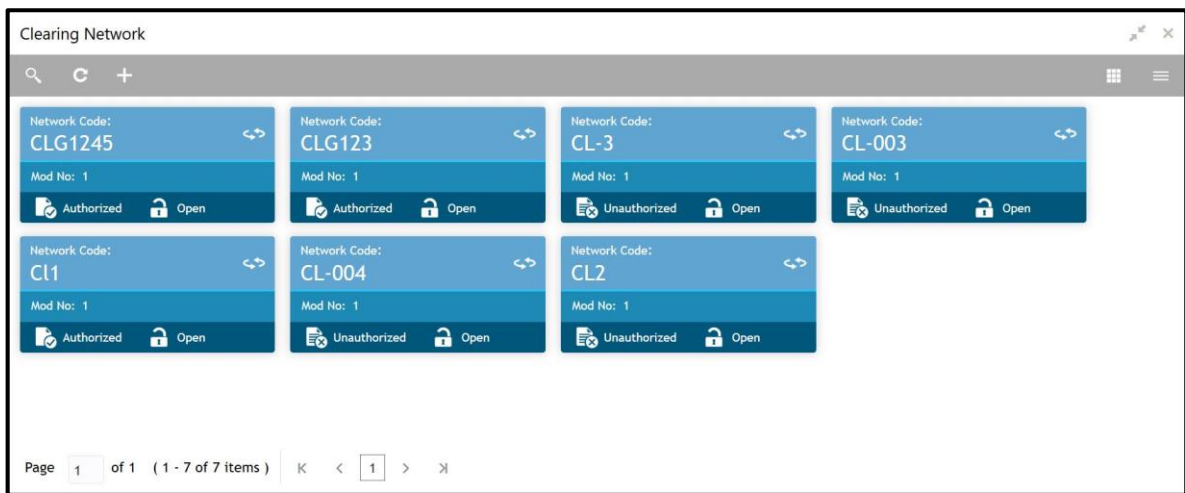 Clearing Network
Network Code:
CLG1245
Mod No: 1
Authorized Open
Network Code:
CLG123
Mod No: 1
Authorized Open
Network Code:
CL-3
Mod No: 1
Unauthorized Open
Network Code:
CL-003
Mod No: 1
Unauthorized Open
Network Code:
Cl1
Mod No: 1
Authorized Open
Network Code:
CL-004
Mod No: 1
Unauthorized Open
Network Code:
CL2
Mod No: 1
Unauthorized Open
Page 1 of 1 ( 1 - 7 of 7 items ) 1